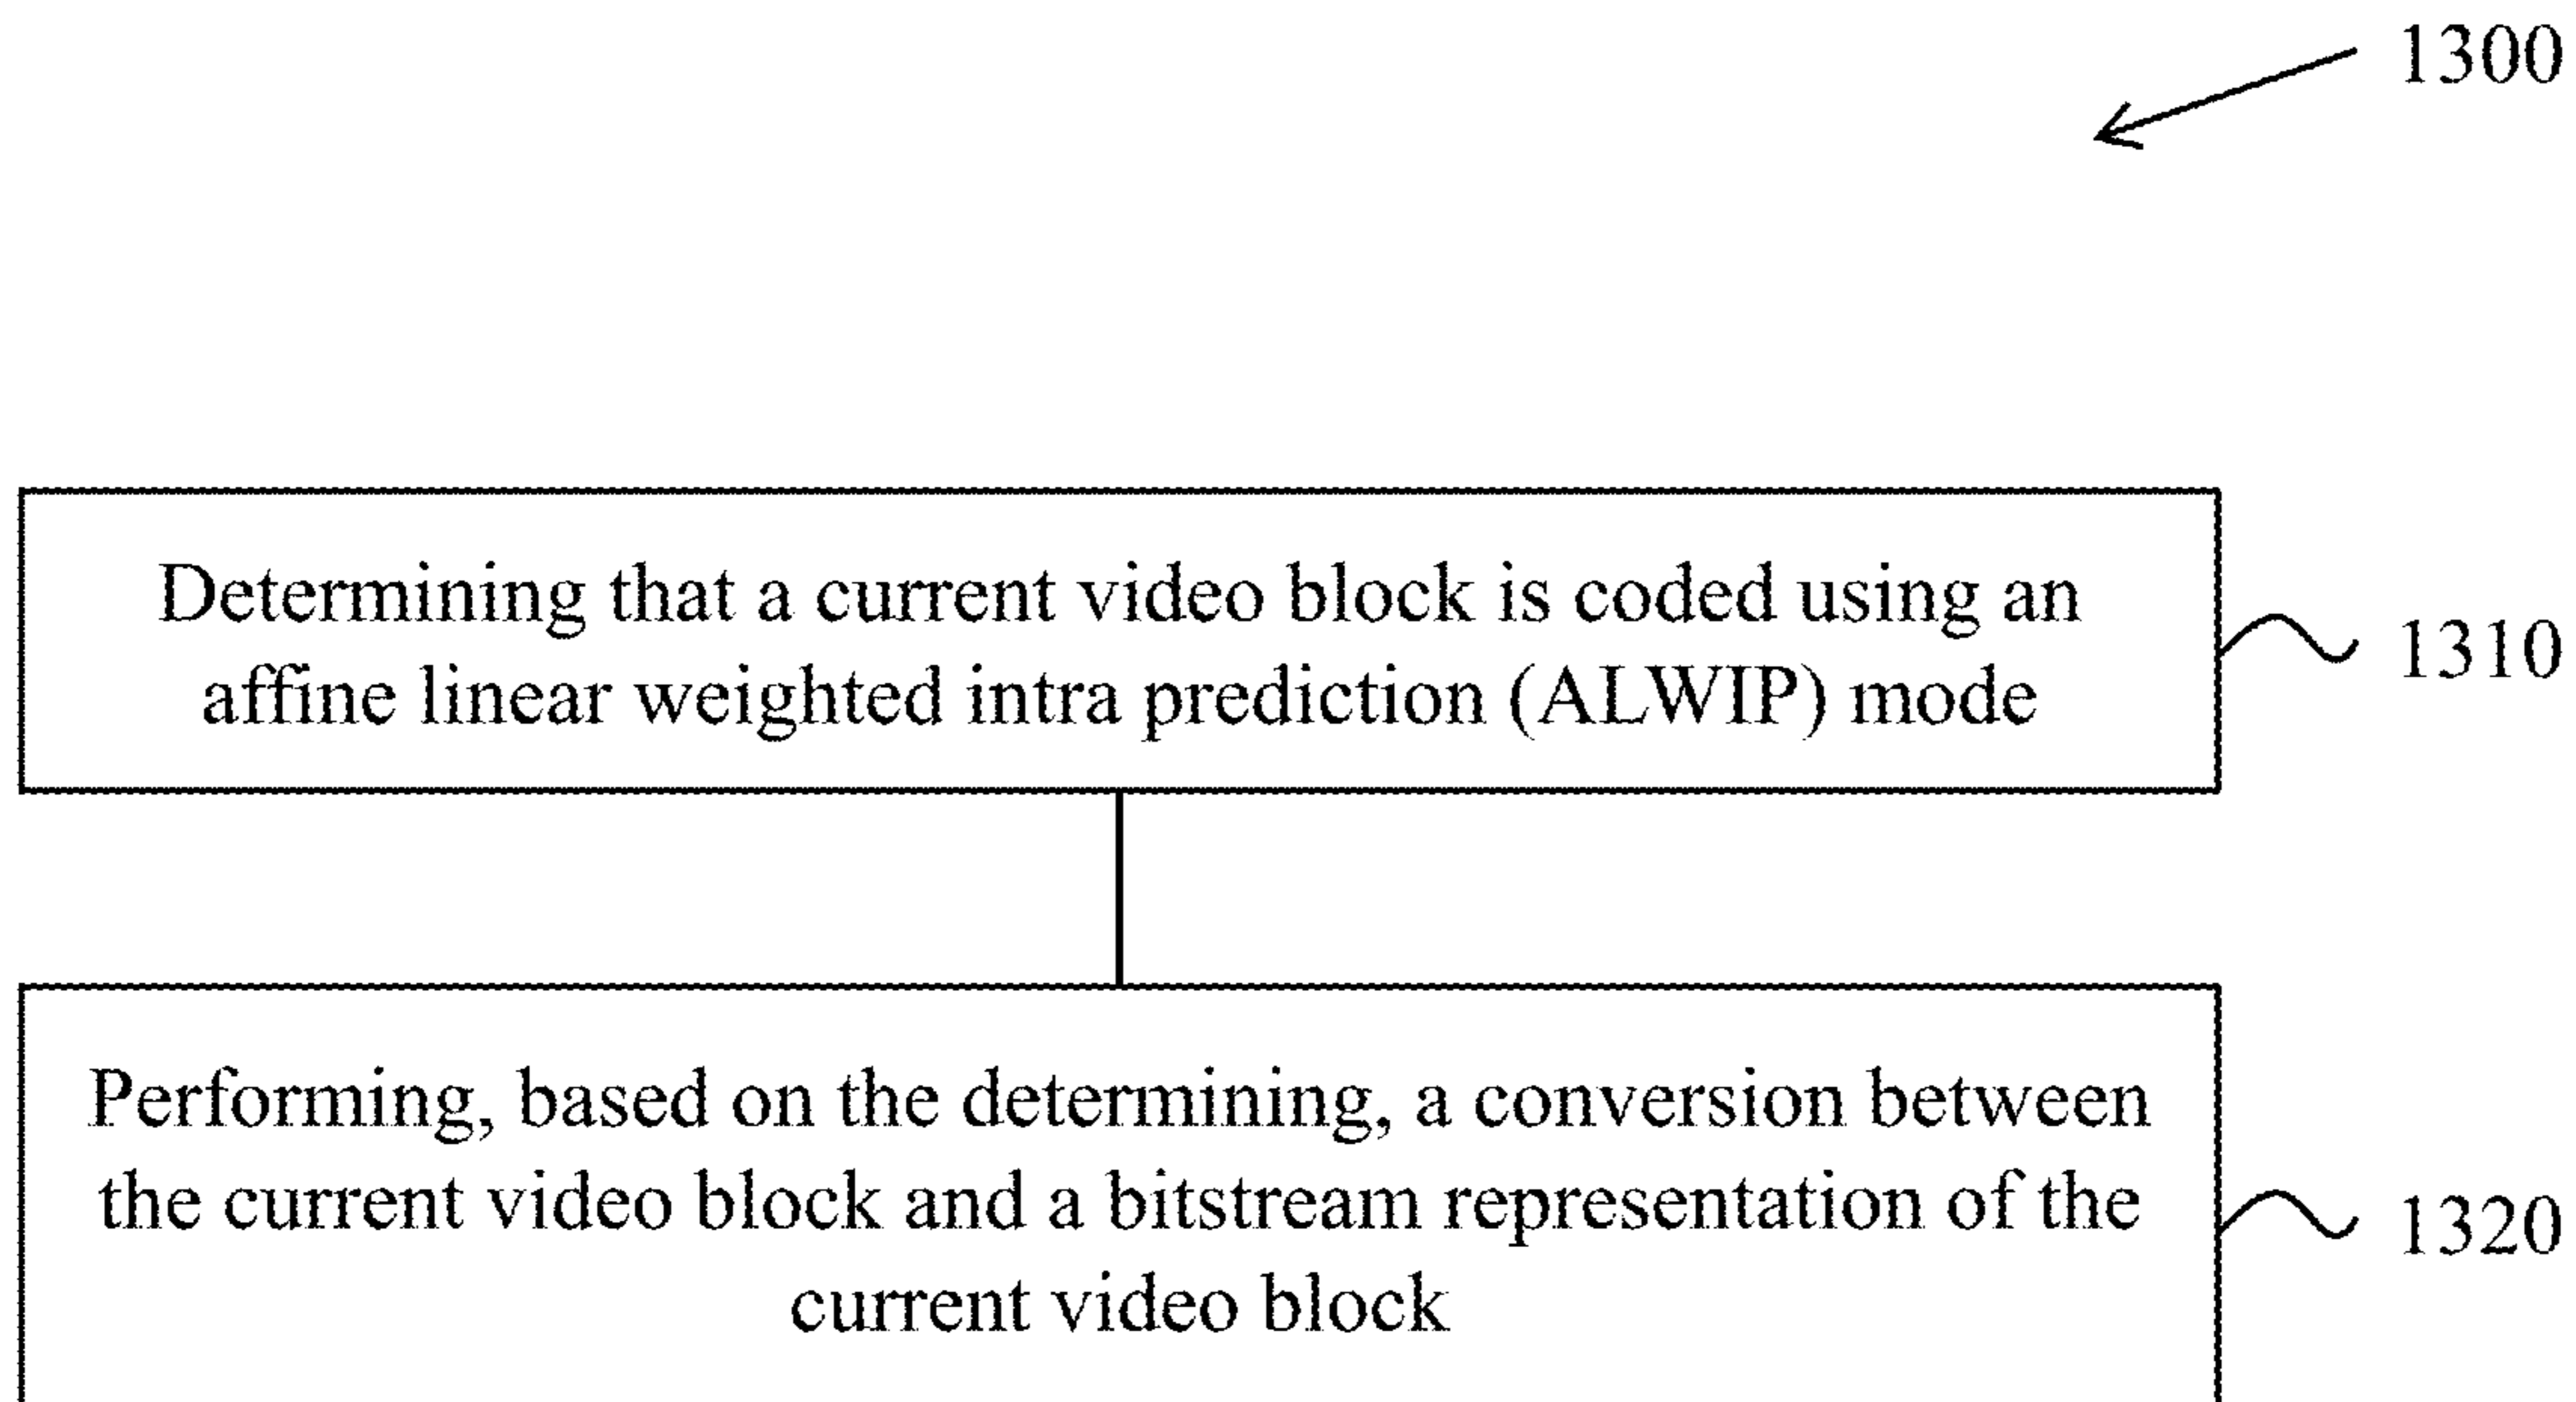 1300
Determining that a current video block is coded using an
affine linear weighted intra prediction (ALWIP) mode
1310
Performing, based on the determining, a conversion between
the current video block and a bitstream representation of the
current video block
1320